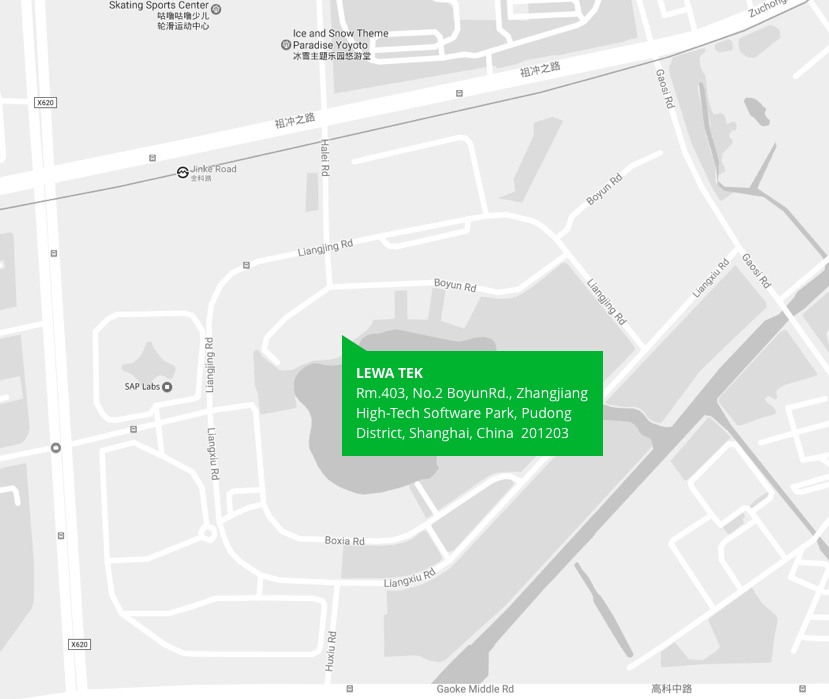 Skating Sports Center
咕噜咕噜少儿
轮滑运动中心
Ice and Snow Theme
Paradise Yoyoto
冰雪主题乐园悠游堂
祖冲之路
Gaosi Rd
X620
祖冲之路
Halei Rd
Jinke Road
金科路
Boyun Rd
Liangjing Rd
Boyun Rd
Liangjing Rd
Liangxiu Rd
Gaosi Rd
Liangjing Rd
SAP Labs
LEWA TEK
Rm.403, No.2 BoyunRd., Zhangjiang
High-Tech Software Park, Pudong
District, Shanghai, China 201203
Liangxiu Rd
Boxia Rd
Liangxiu Rd
Huxiu Rd
X620
Gaoke Middle Rd
高科中路